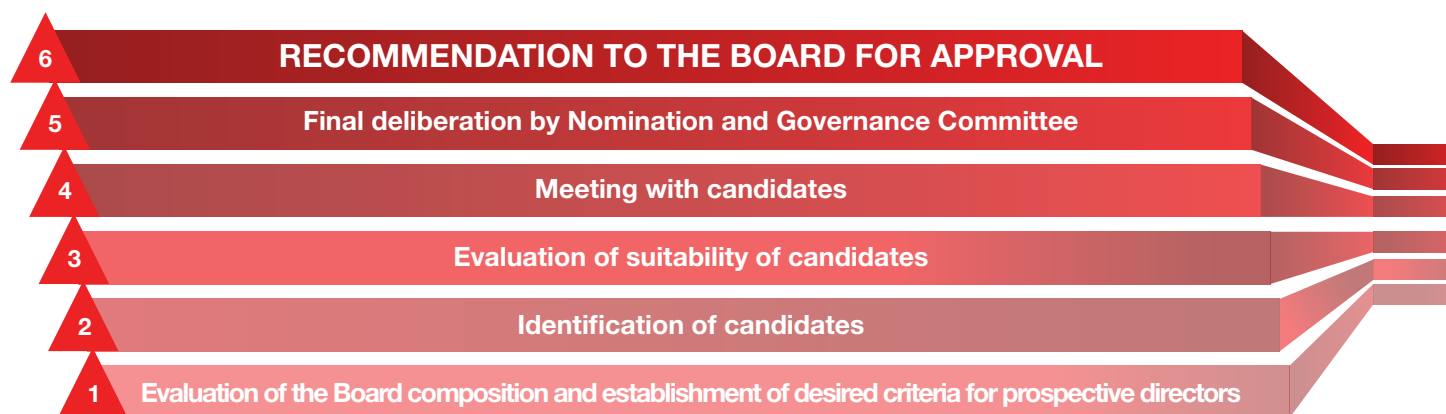 6 RECOMMENDATION TO THE BOARD FOR APPROVAL
5 Final deliberation by Nomination and Governance Committee
4 Meeting with candidates
3 Evaluation of suitability of candidates
2 Identification of candidates
1 Evaluation of the Board composition and establishment of desired criteria for prospective directors